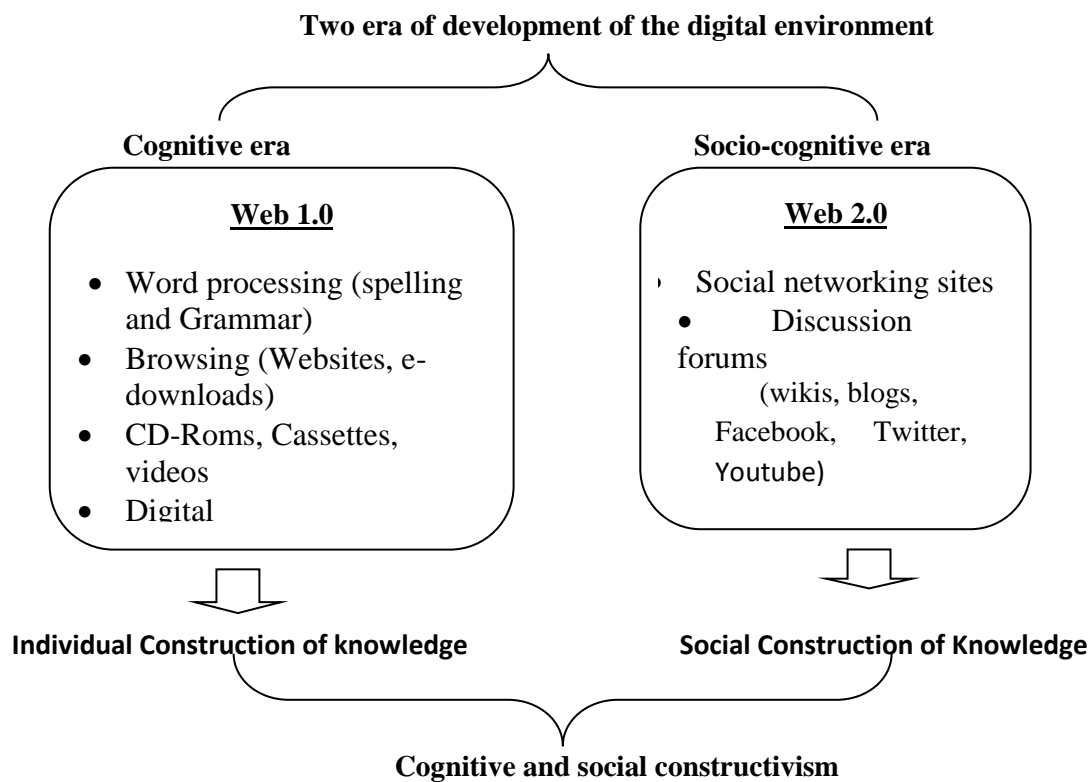 Two era of development of the digital environment
Cognitive era
Socio-cognitive era
Web 1.0
• Word processing (spelling
and Grammar)
• Browsing (Websites, e-
downloads)
• CD-Roms, Cassettes,
videos
• Digital
Web 2.0
• Social networking sites
• Discussion
forums
(wikis, blogs,
Facebook, Twitter,
Youtube)
Individual Construction of knowledge
Social Construction of Knowledge
Cognitive and social constructivism